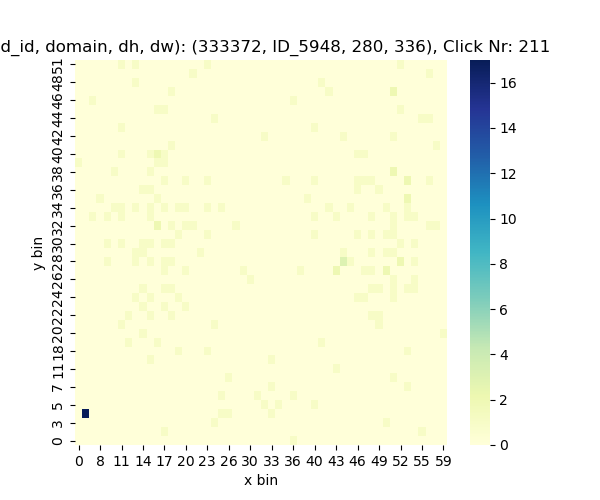 d_id, domain, dh, dw): (333372, ID_5948, 280, 336), Click Nr: 211
y bin
0 3 5 7 11 18 20 22 24 26 28 30 32 34 36 38 40 42 44 46 48 51
0 8 11 14 17 20 23 26 30 33 36 40 43 46 49 52 55 59
x bin
0 2 4 6 8 10 12 14 16